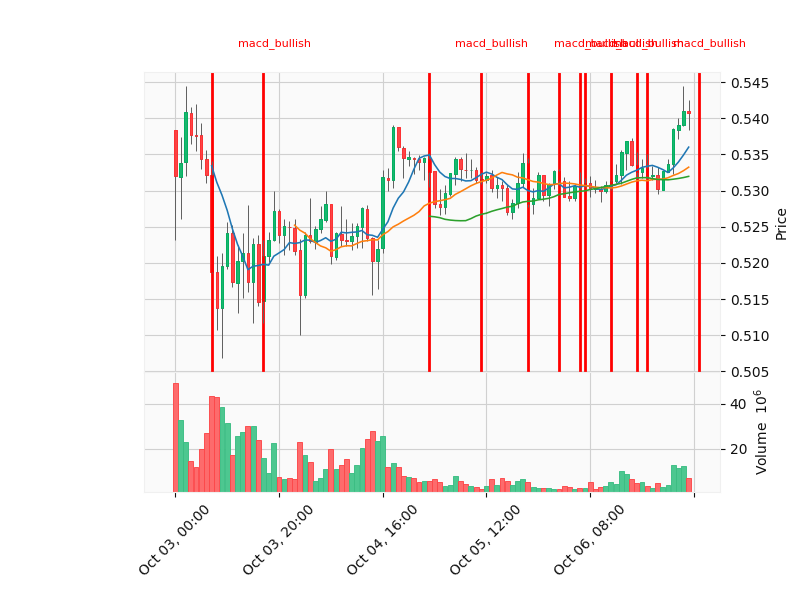 macd_bullish macd_bullish macd_bullish macd_bullish
0.545
0.540
0.535
0.530
0.525
0.520
0.515
0.510
0.505
Price
40
20
Volume 10^6
Oct 03, 00:00
Oct 03, 20:00
Oct 04, 16:00
Oct 05, 12:00
Oct 06, 08:00